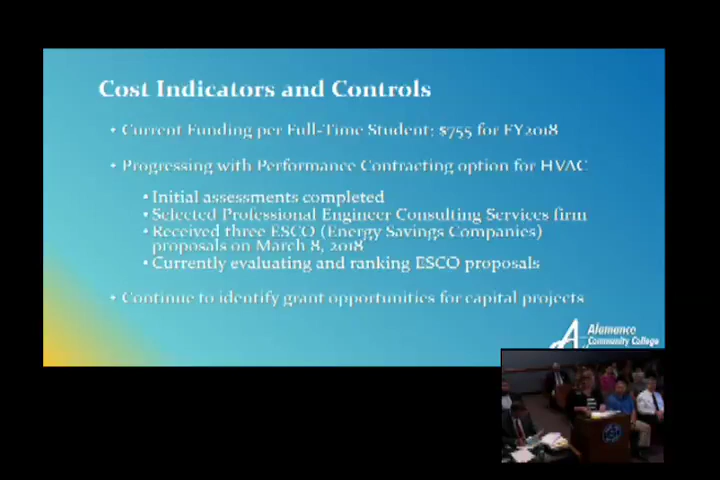 Cost Indicators and Controls
• Current Funding per Full-Time Student: $755 for FY2018
• Progressing with Performance Contracting option for HVAC
• Initial assessments completed
• Selected Professional Engineer Consulting Services firm
• Received three ESCO (Energy Savings Companies)
proposals on March 8, 2018
• Currently evaluating and ranking ESCO proposals
• Continue to identify grant opportunities for capital projects
Alamance
Community College